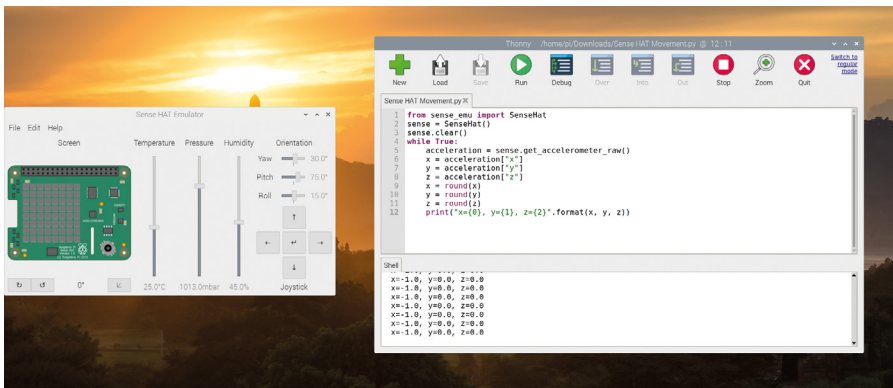 Sense HAT Emulator
File Edit Help
Screen
Temperature Pressure Humidity Orientation
Yaw 30.0°
Pitch 75.0°
Roll 15.0°
0°
25.0°C 1013.0mbar 45.0% Joystick
Thonny - /home/pi/Downloads/Sense HAT Movement.py @ 12:11
New Load Save Run Debug Over Into Out Stop Zoom Quit
Switch to
regular
mode
Sense HAT Movement.py
1 from sense_emu import SenseHat
2 sense = SenseHat()
3 sense.clear()
4 while True:
5     acceleration = sense.get_accelerometer_raw()
6     x = acceleration["x"]
7     y = acceleration["y"]
8     z = acceleration["z"]
9     x = round(x)
10     y = round(y)
11     z = round(z)
12     print("x={0}, y={1}, z={2}".format(x, y, z))
Shell
x=-1.0, y=0.0, z=0.0
x=-1.0, y=0.0, z=0.0
x=-1.0, y=0.0, z=0.0
x=-1.0, y=0.0, z=0.0
x=-1.0, y=0.0, z=0.0
x=-1.0, y=0.0, z=0.0
x=-1.0, y=0.0, z=0.0
x=-1.0, y=0.0, z=0.0